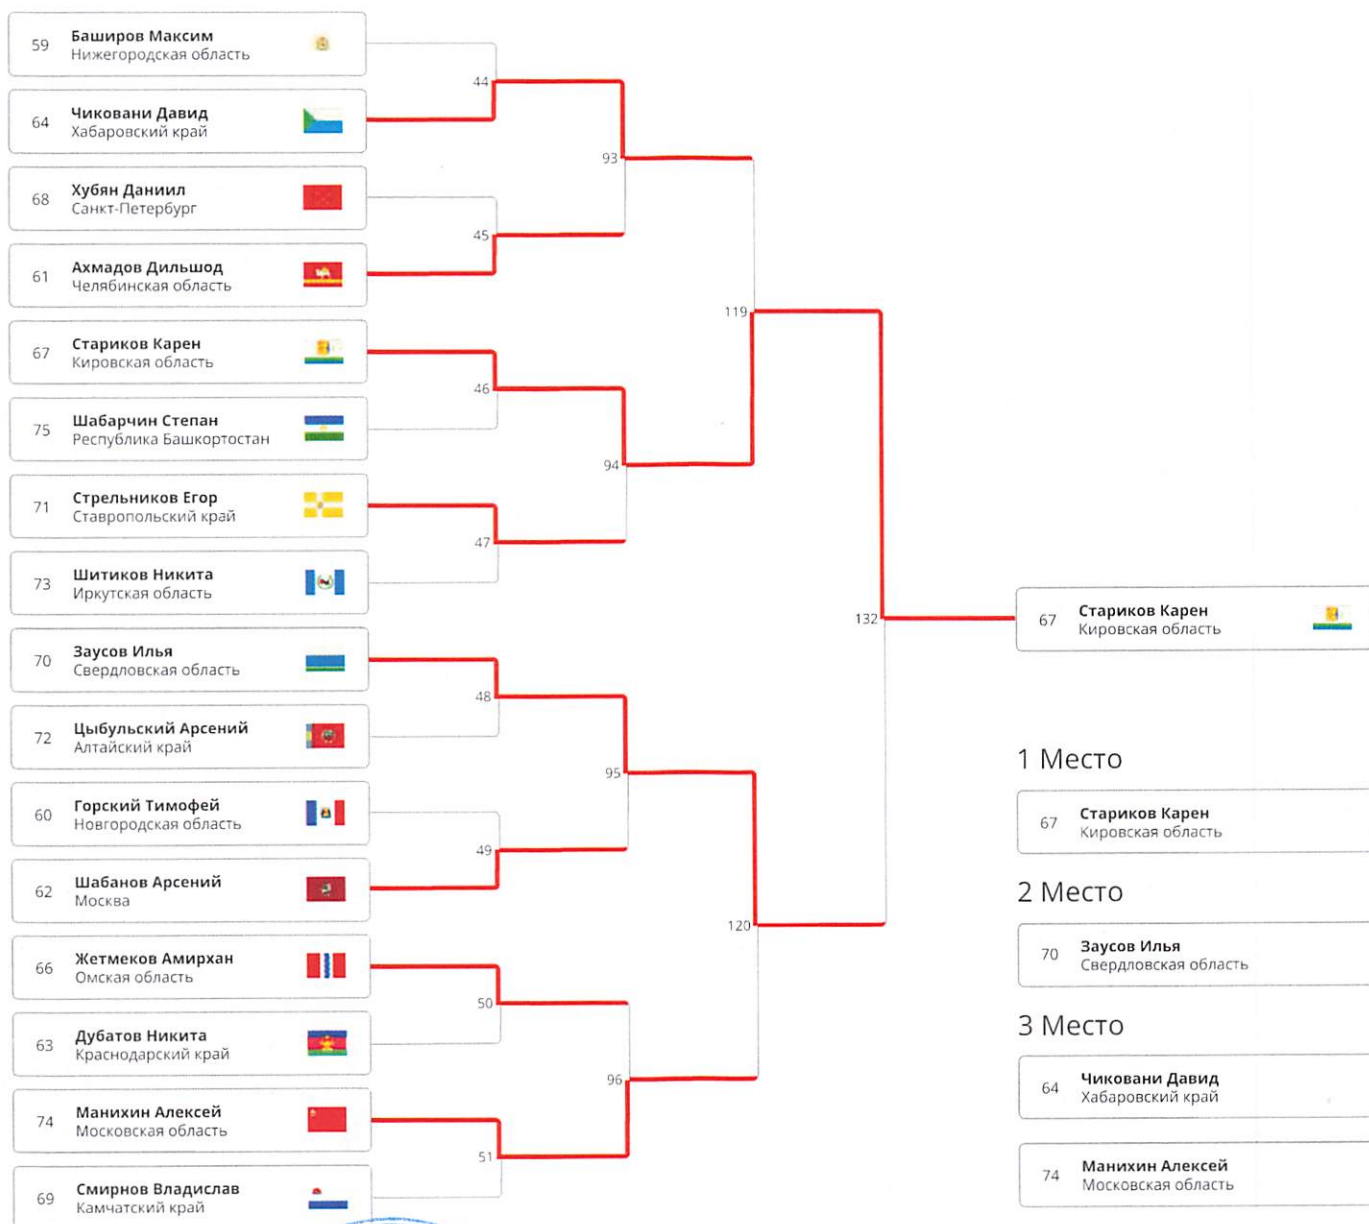 59
Баширов Максим
Нижегородская область
64
Чиковани Давид
Хабаровский край
68
Хубян Даниил
Санкт-Петербург
61
Ахмадов Дильшод
Челябинская область
67
Стариков Карен
Кировская область
75
Шабарчин Степан
Республика Башкортостан
71
Стрельников Егор
Ставропольский край
73
Шитиков Никита
Иркутская область
70
Заусов Илья
Свердловская область
72
Цыбульский Арсений
Алтайский край
60
Горский Тимофей
Новгородская область
62
Шабанов Арсений
Москва
66
Жетмеков Амирхан
Омская область
63
Дубатов Никита
Краснодарский край
74
Манихин Алексей
Московская область
69
Смирнов Владислав
Камчатский край
44
45
46
47
48
49
50
51
93
94
95
96
119
120
132
67
Стариков Карен
Кировская область
1 Место
67
Стариков Карен
Кировская область
2 Место
70
Заусов Илья
Свердловская область
3 Место
64
Чиковани Давид
Хабаровский край
74
Манихин Алексей
Московская область